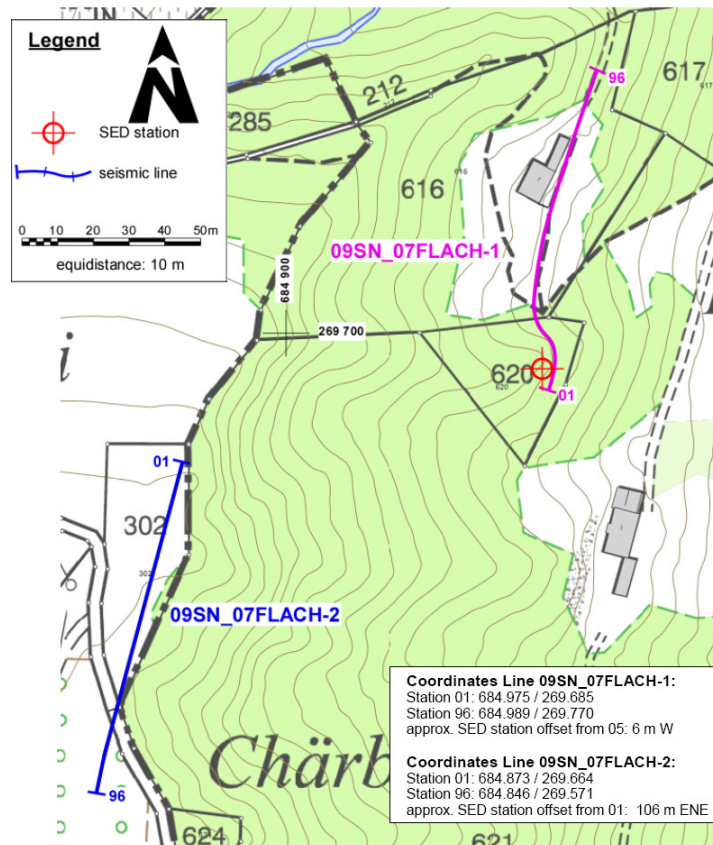 Legend
N
SED station
seismic line
0 10 20 30 40 50m
equidistance: 10 m
96
617
617
212
285
616
616
09SN_07FLACH-1
684 900
269 700
i
620
620
01
01
302
302
09SN_07FLACH-2
96
Chärb
624
621
Coordinates Line 09SN_07FLACH-1:
Station 01: 684.975 / 269.685
Station 96: 684.989 / 269.770
approx. SED station offset from 05: 6 m W
Coordinates Line 09SN_07FLACH-2:
Station 01: 684.873 / 269.664
Station 96: 684.846 / 269.571
approx. SED station offset from 01: 106 m ENE